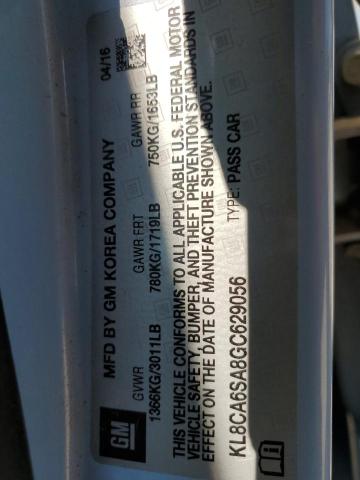 GM
MFD BY GM KOREA COMPANY 04/16
GVWR GAWR FRT GAWR RR
1366KG/3011LB 780KG/1719LB 750KG/1653LB
THIS VEHICLE CONFORMS TO ALL APPLICABLE U.S. FEDERAL MOTOR
VEHICLE SAFETY, BUMPER, AND THEFT PREVENTION STANDARDS IN
EFFECT ON THE DATE OF MANUFACTURE SHOWN ABOVE.
KL8CA6SA8GC629056 TYPE: PASS CAR